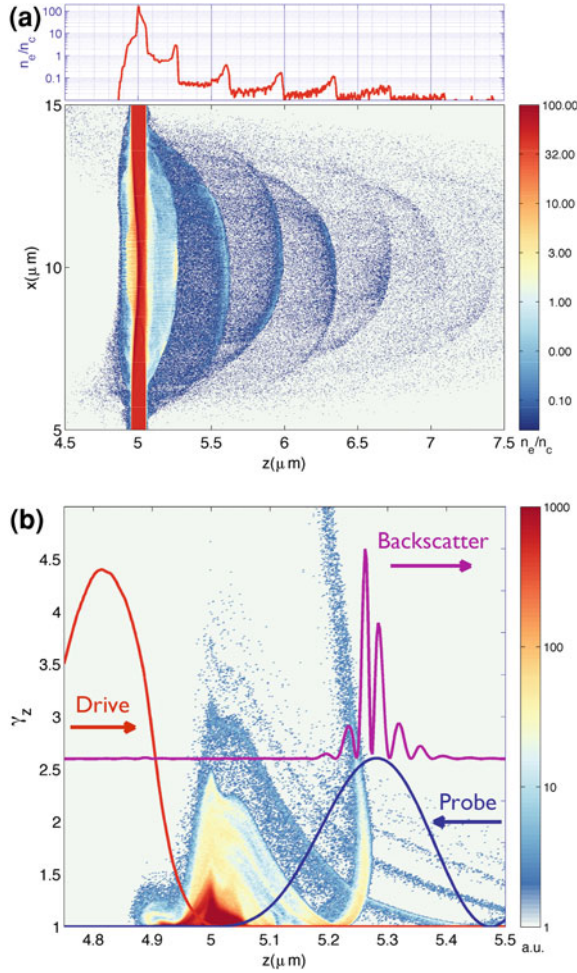 (a)
n_e/n_c
100
10
1
0.1
15
10
5
x(μm)
4.5 5 5.5 6 6.5 7 7.5
z(μm)
100.00
32.00
10.00
3.00
1.00
0.00
0.10
n_e/n_c
(b)
γ_z
4.5
4
3.5
3
2.5
2
1.5
1
Backscatter
Drive
Probe
4.8 4.9 5 5.1 5.2 5.3 5.4 5.5
z(μm)
1000
100
10
1
a.u.